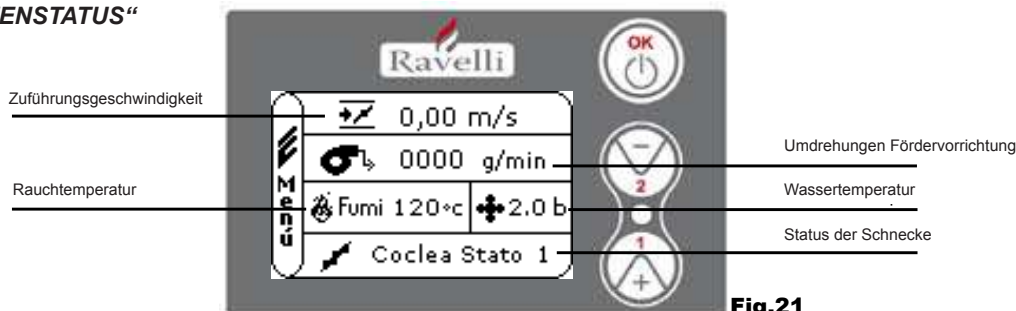 ENSTATUS“
Ravelli
OK
Zuführungsgeschwindigkeit
0,00 m/s
0000 g/min
Umdrehungen Fördervorrichtung
Menú
Rauchtemperatur
Fumi 120°c
2.0 b
Wassertemperatur
2
Status der Schnecke
1
Coclea Stato 1
Fig.21